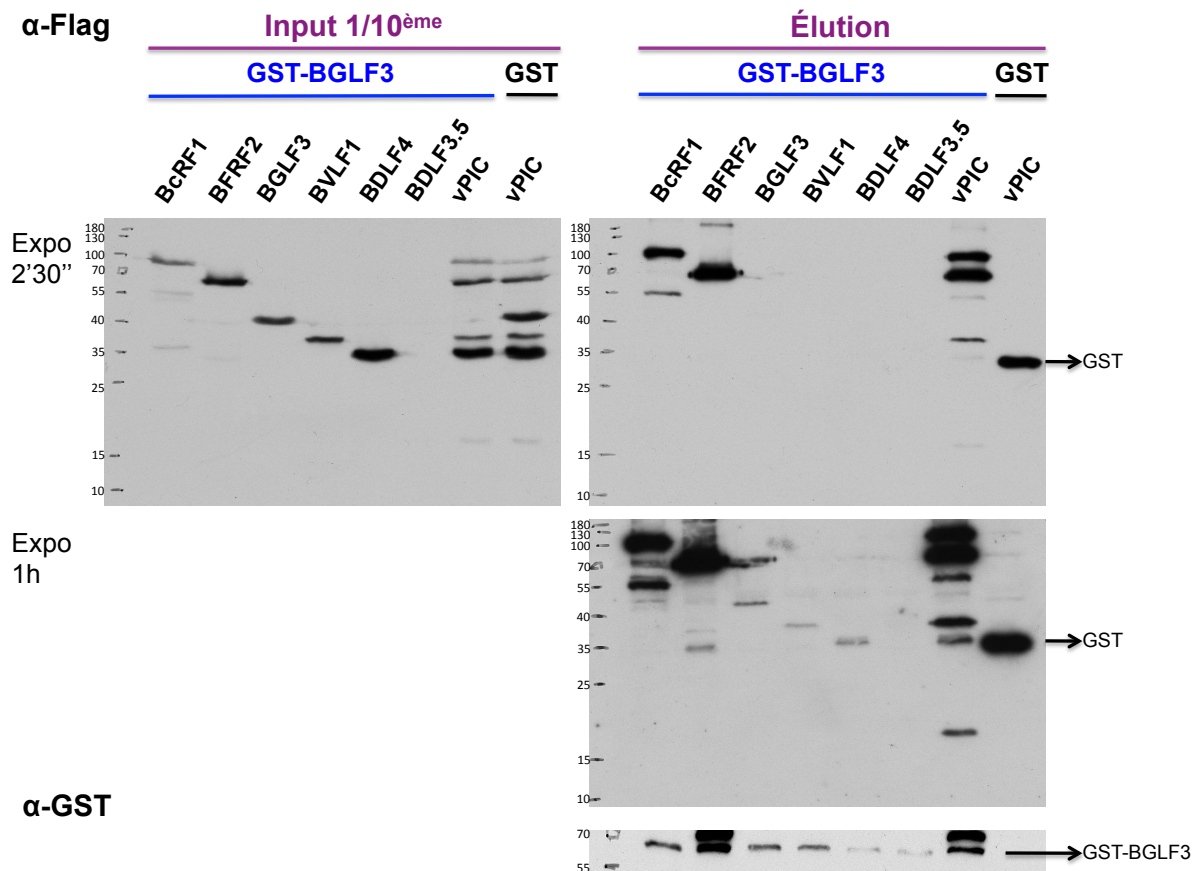 α-Flag
Input 1/10ème
Élution
GST-BGLF3
GST
GST-BGLF3
GST
BcRF1
BFRF2
BGLF3
BVLF1
BDLF4
BDLF3.5
vPIC
vPIC
BcRF1
BFRF2
BGLF3
BVLF1
BDLF4
BDLF3.5
vPIC
vPIC
Expo
2'30’’
180
130
100
70
55
40
35
25
15
10
180
130
100
70
55
40
35
25
15
10
GST
Expo
1h
180
130
100
70
55
40
35
25
15
10
GST
α-GST
70
55
GST-BGLF3